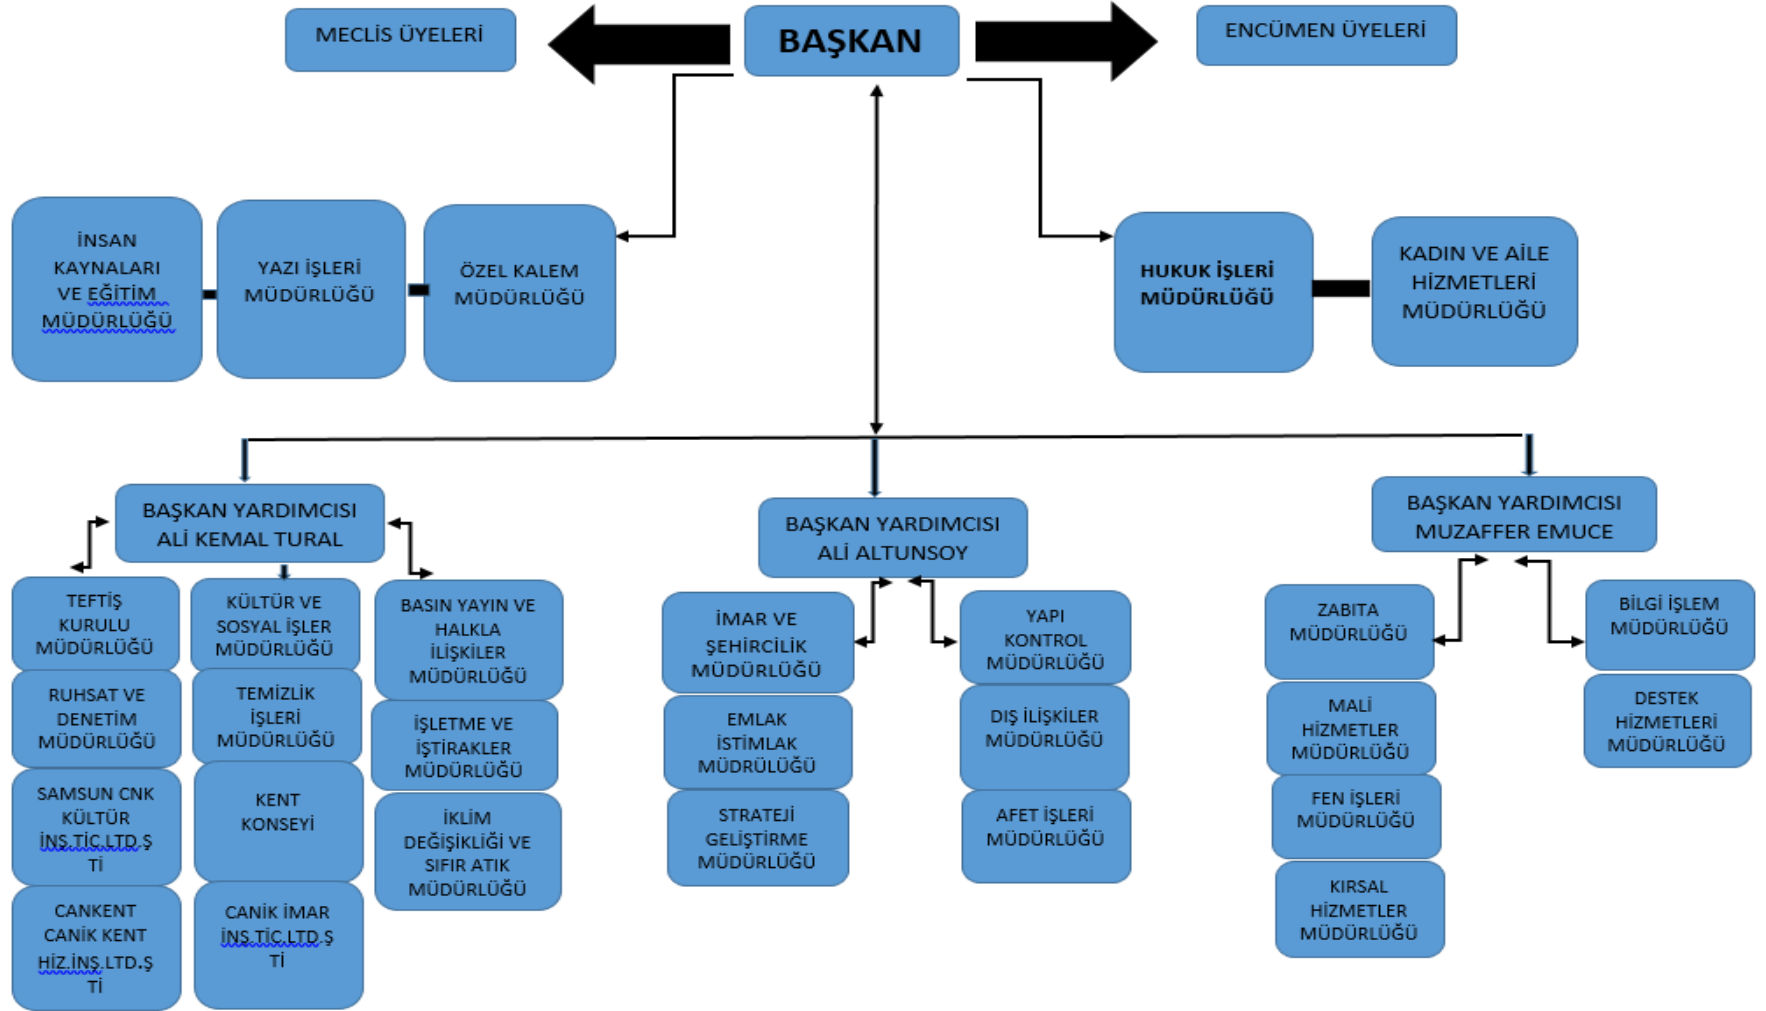 MECLİS ÜYELERİ
BAŞKAN
ENCÜMEN ÜYELERİ
İNSAN
KAYNALARI
VE EĞİTİM
MÜDÜRLÜĞÜ
YAZI İŞLERİ
MÜDÜRLÜĞÜ
ÖZEL KALEM
MÜDÜRLÜĞÜ
HUKUK İŞLERİ
MÜDÜRLÜĞÜ
KADIN VE AİLE
HİZMETLERİ
MÜDÜRLÜĞÜ
BAŞKAN YARDIMCISI
ALİ KEMAL TURAL
BAŞKAN YARDIMCISI
ALİ ALTUNSOY
BAŞKAN YARDIMCISI
MUZAFFER EMUCE
TEFTİŞ
KURULU
MÜDÜRLÜĞÜ
RUHSAT VE
DENETİM
MÜDÜRLÜĞÜ
SAMSUN CNK
KÜLTÜR
İNŞ.TİC.LTD.Ş
Tİ
CANKENT
CANİK KENT
HİZ.İNŞ.LTD.Ş
Tİ
KÜLTÜR VE
SOSYAL İŞLER
MÜDÜRLÜĞÜ
TEMİZLİK
İŞLERİ
MÜDÜRLÜĞÜ
KENT
KONSEYİ
CANİK İMAR
İNŞ.TİC.LTD.Ş
Tİ
BASIN YAYIN VE
HALKLA
İLİŞKİLER
MÜDÜRLÜĞÜ
İŞLETME VE
İŞTİRAKLER
MÜDÜRLÜĞÜ
İKLİM
DEĞİŞİKLİĞİ VE
SIFIR ATIK
MÜDÜRLÜĞÜ
İMAR VE
ŞEHİRCİLİK
MÜDÜRLÜĞÜ
EMLAK
İSTİMLAK
MÜDRÜLÜĞÜ
STRATEJİ
GELİŞTİRME
MÜDÜRLÜĞÜ
YAPI
KONTROL
MÜDÜRLÜĞÜ
DIŞ İLİŞKİLER
MÜDÜRLÜĞÜ
AFET İŞLERİ
MÜDÜRLÜĞÜ
ZABITA
MÜDÜRLÜĞÜ
MALİ
HİZMETLER
MÜDÜRLÜĞÜ
FEN İŞLERİ
MÜDÜRLÜĞÜ
KIRSAL
HİZMETLER
MÜDÜRLÜĞÜ
BİLGİ İŞLEM
MÜDÜRLÜĞÜ
DESTEK
HİZMETLERİ
MÜDÜRLÜĞÜ